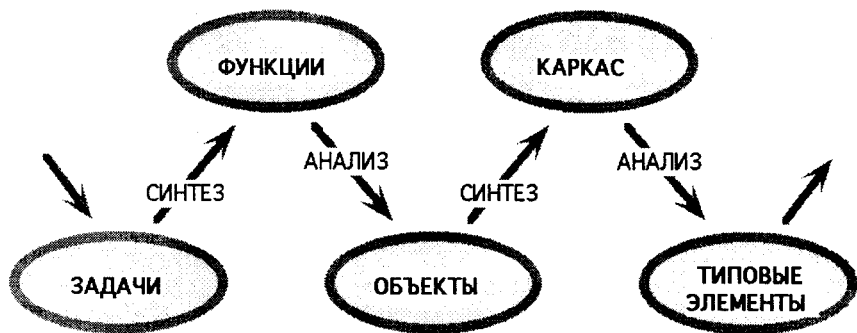 ФУНКЦИИ
КАРКАС
СИНТЕЗ
АНАЛИЗ
СИНТЕЗ
АНАЛИЗ
ЗАДАЧИ
ОБЪЕКТЫ
ТИПОВЫЕ
ЭЛЕМЕНТЫ